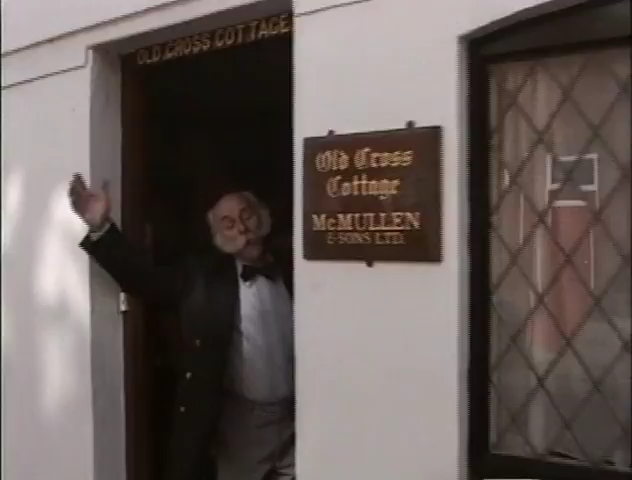 OLD CROSS COTTAGE
Old Cross
Cottage
McMULLEN
& SONS LTD.